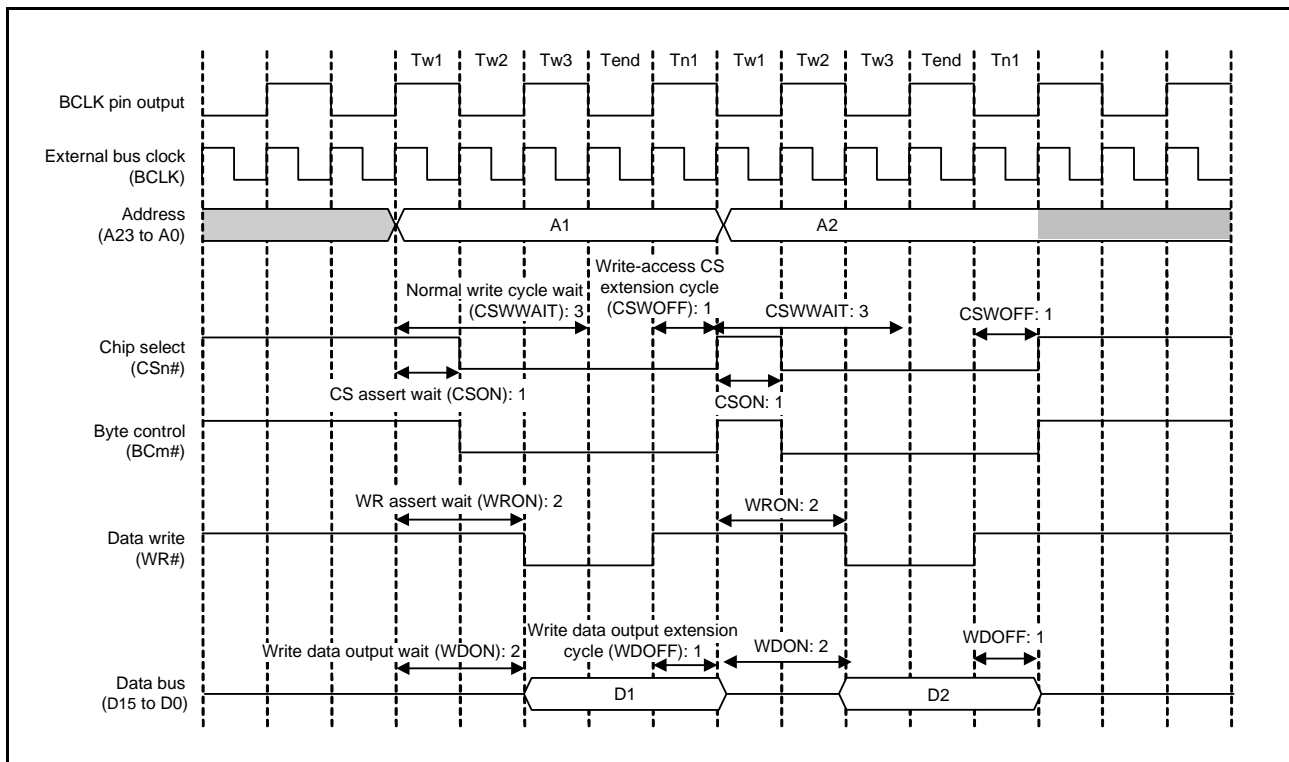 Tw1 Tw2 Tw3 Tend Tn1 Tw1 Tw2 Tw3 Tend Tn1
BCLK pin output
External bus clock
(BCLK)
Address
(A23 to A0)
A1 A2
Normal write cycle wait
(CSWWAIT): 3
Write-access CS
extension cycle
(CSWOFF): 1
CSWWAIT: 3
CSWOFF: 1
Chip select
(CSn#)
CS assert wait (CSON): 1
CSON: 1
Byte control
(BCm#)
WR assert wait (WRON): 2
WRON: 2
Data write
(WR#)
Write data output wait (WDON): 2
Write data output extension
cycle (WDOFF): 1
WDON: 2
WDOFF: 1
Data bus
(D15 to D0)
D1 D2